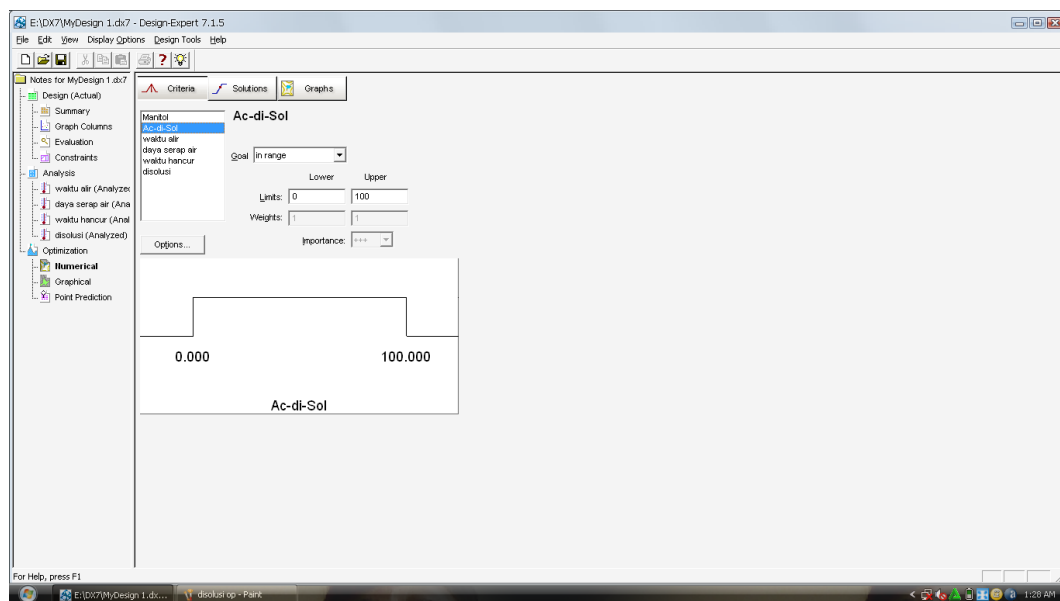 E:\DX7\MyDesign 1.dx7 - Design-Expert 7.1.5
File Edit View Display Options Design Tools Help
Notes for MyDesign 1.dx7
Design (Actual)
Summary
Graph Columns
Evaluation
Constraints
Analysis
waktu alir (Analyzed
daya serap air (Ana
waktu hancur (Anal
disolusi (Analyzed)
Optimization
Numerical
Graphical
Point Prediction
Criteria Solutions Graphs
Manitol
Ac-di-Sol
waktu alir
daya serap air
waktu hancur
disolusi
Ac-di-Sol
Goal in range
Lower Upper
Limits: 0 100
Weights: 1 1
Importance: +++
Options...
0.000 100.000
Ac-di-Sol
For Help, press F1
E:\DX7\MyDesign 1.dx... disolusi op - Paint 1:28 AM